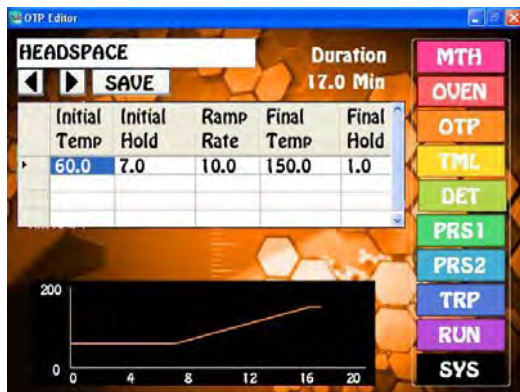 OTP Editor
HEADSPACE
Duration
17.0 Min
SAVE
Initial Temp Initial Hold Ramp Rate Final Temp Final Hold
60.0 7.0 10.0 150.0 1.0
200
0
0 4 8 12 16 20
MTH
OVEN
OTP
TML
DET
PRS1
PRS2
TRP
RUN
SYS